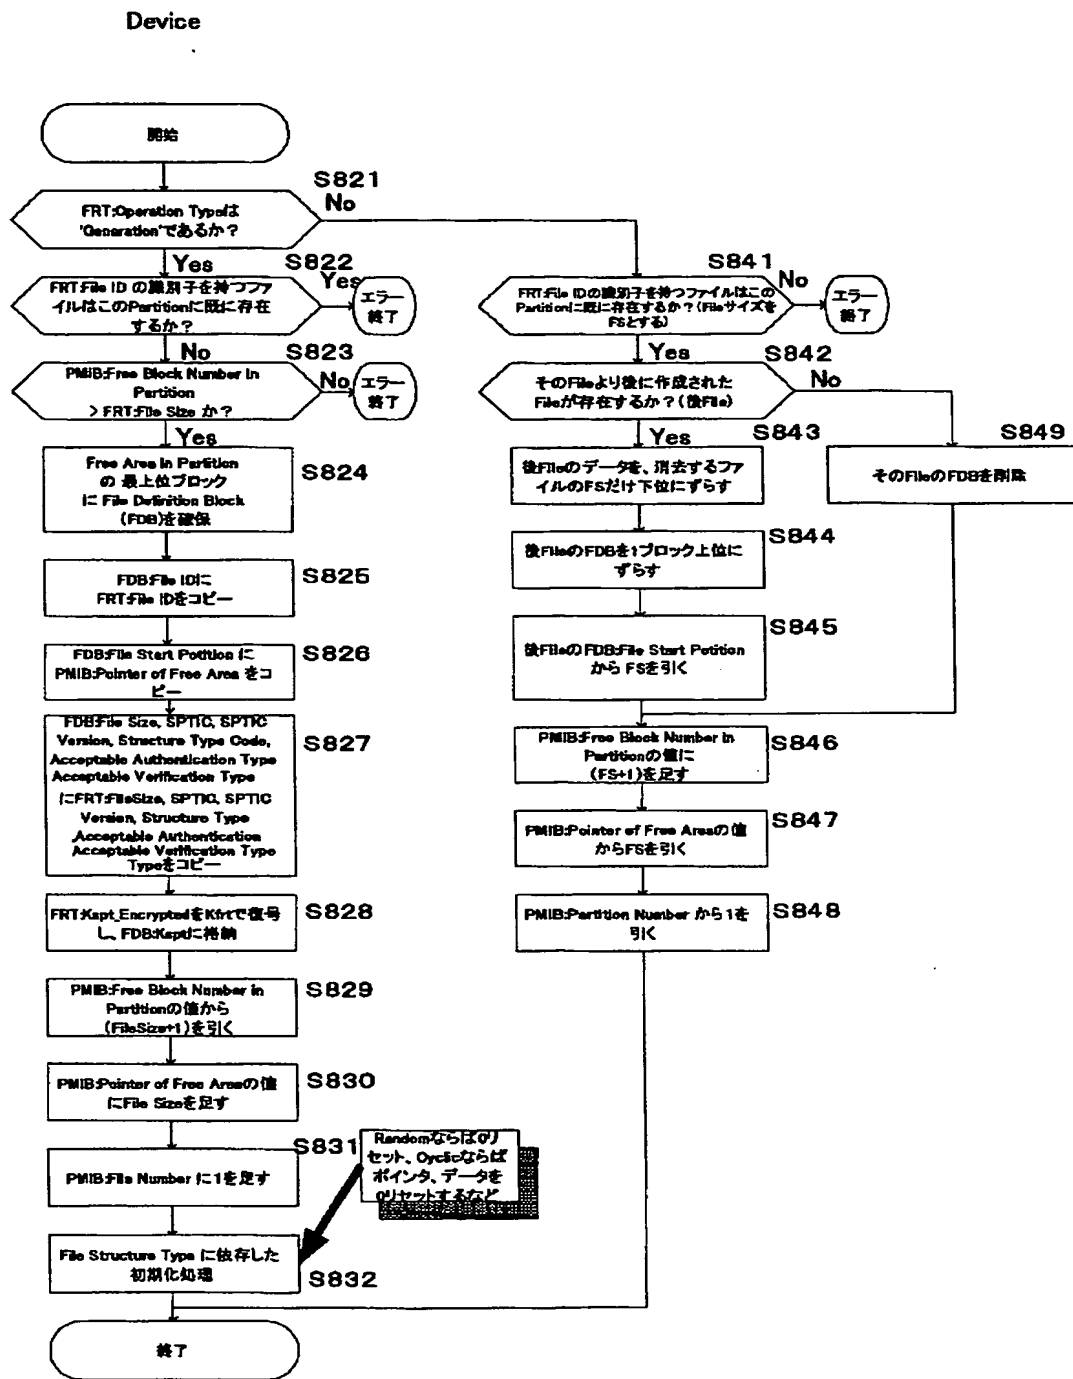 Device
開始
S821
FRT:Operation Typeは
'Generation'であるか？
No
Yes
S822
FRT:File ID の識別子を持つファ
イルはこのPartitionに既に存在
するか？
Yes
エラー
終了
No
S823
PMIB:Free Block Number in
Partition
＞FRT:File Size か？
No
エラー
終了
Yes
S824
Free Area in Partition
の 最上位ブロック
に File Definition Block
(FDB)を確保
S825
FDB:File IDに
FRT:File IDをコピー
S826
FDB:File Start Potition に
PMIB:Pointer of Free Area をコ
ピー
S827
FDB:File Size, SPTIC, SPTIC
Version, Structure Type Code,
Acceptable Authentication Type
Acceptable Verification Type
にFRT:FileSize, SPTIC, SPTIC
Version, Structure Type
,Acceptable Authentication
Acceptable Verification Type
Typeをコピー
S828
FRT:Kspt_EncryptedをKfrtで復号
し、FDB:Ksptに格納
S829
PMIB:Free Block Number in
Partitionの値から
(FileSize+1)を引く
S830
PMIB:Pointer of Free Areaの値
にFile Sizeを足す
S831
PMIB:File Number に1を足す
Randomならば0リ
セット、Cyclicならば
ポインタ、データを
0リセットするなど
File Structure Type に依存した
初期化処理
S832
終了
S841
FRT:File IDの識別子を持つファイルはこの
Partitionに既に存在するか？(Fileサイズを
FSとする)
No
エラー
終了
Yes
S842
そのFileより後に作成された
Fileが存在するか？(後File)
No
Yes
S843
後Fileのデータを、消去するファ
イルのFSだけ下位にずらす
S849
そのFileのFDBを削除
S844
後FileのFDBを1ブロック上位に
ずらす
S845
後FileのFDB:File Start Potition
から FSを引く
S846
PMIB:Free Block Number in
Partitionの値に
(FS+1)を足す
S847
PMIB:Pointer of Free Areaの値
からFSを引く
S848
PMIB:Partition Number から1を
引く